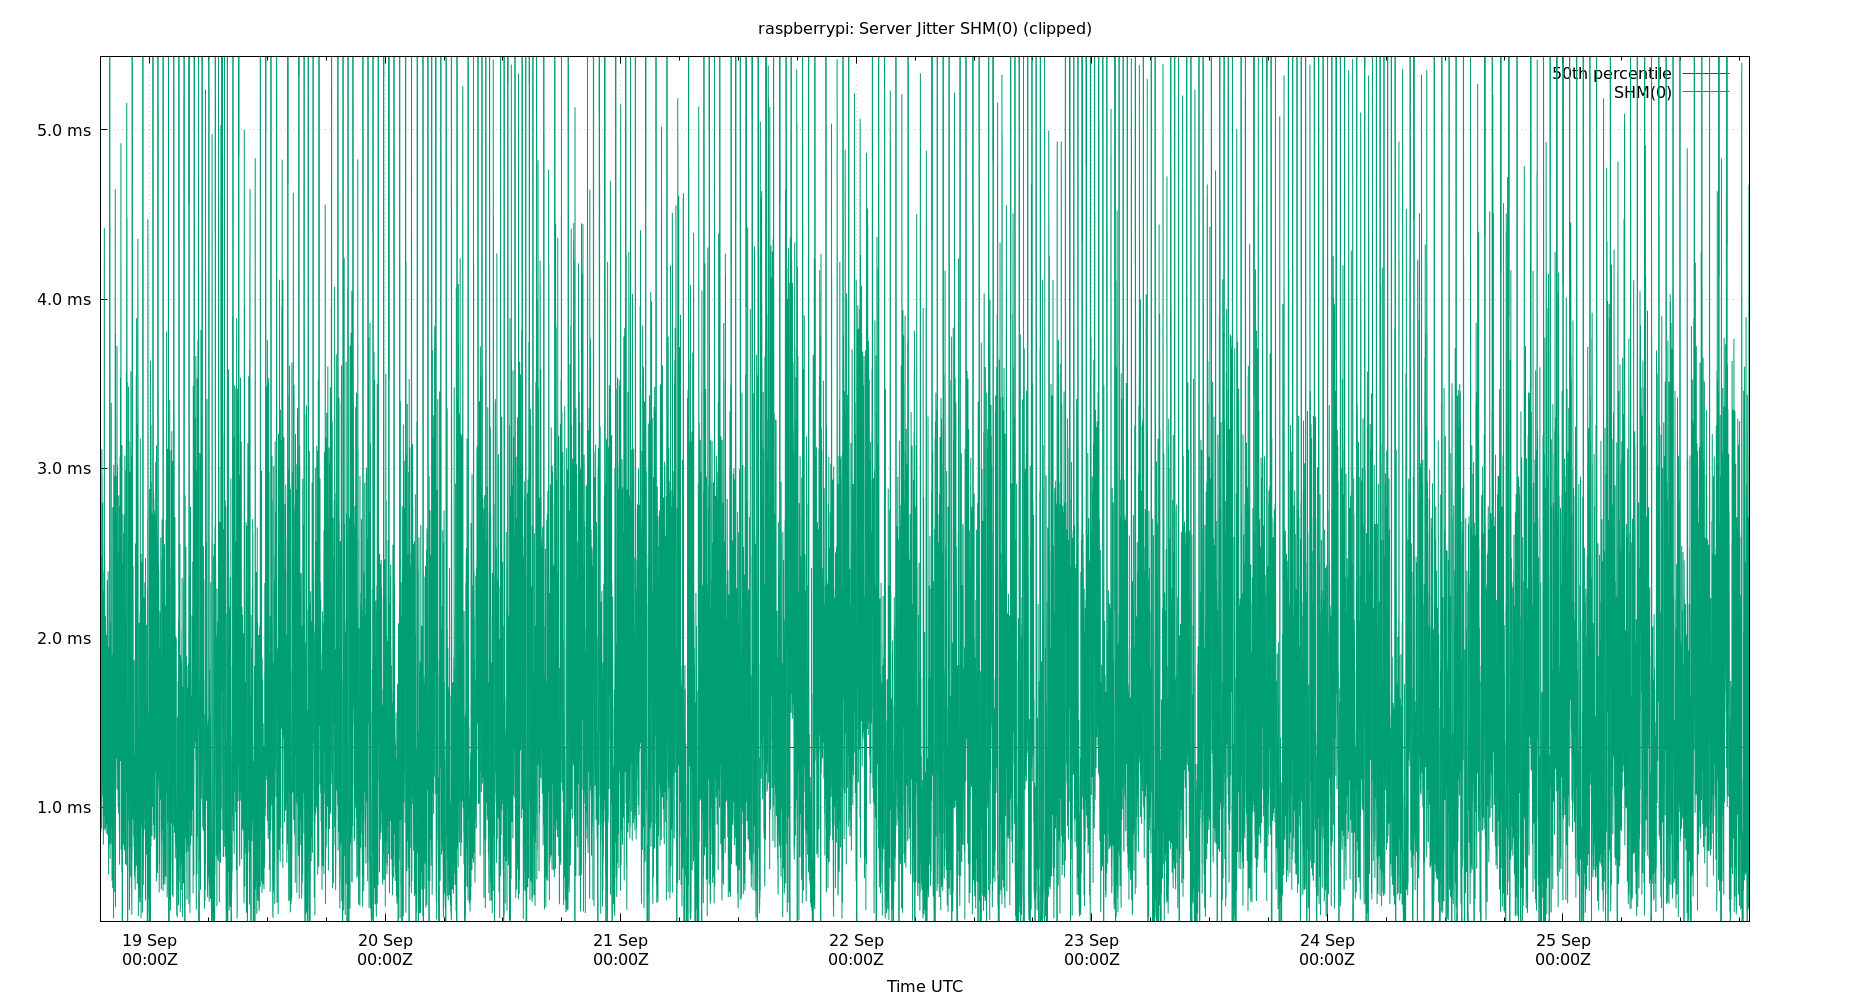 raspberrypi: Server Jitter SHM(0) (clipped)
50th percentile
SHM(0)
5.0 ms
4.0 ms
3.0 ms
2.0 ms
1.0 ms
19 Sep 20 Sep 21 Sep 22 Sep 23 Sep 24 Sep 25 Sep
00:00Z 00:00Z 00:00Z 00:00Z 00:00Z 00:00Z 00:00Z
Time UTC